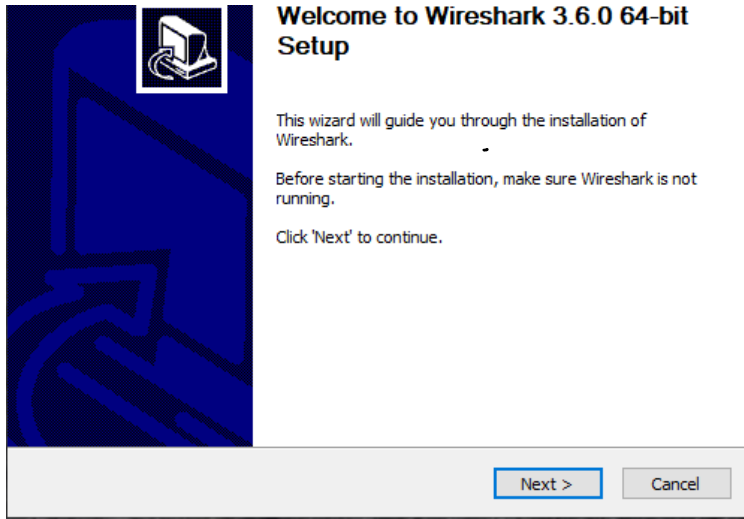 Welcome to Wireshark 3.6.0 64-bit
Setup
This wizard will guide you through the installation of
Wireshark.
Before starting the installation, make sure Wireshark is not
running.
Click 'Next' to continue.
Next >
Cancel